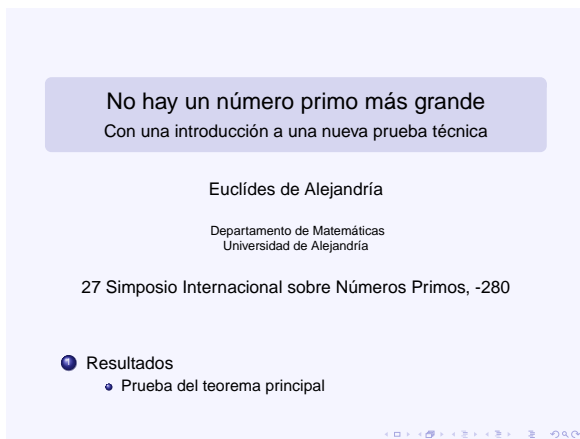 No hay un número primo más grande
Con una introducción a una nueva prueba técnica
Euclídes de Alejandría
Departamento de Matemáticas
Universidad de Alejandría
27 Simposio Internacional sobre Números Primos, -280
1 Resultados
Prueba del teorema principal